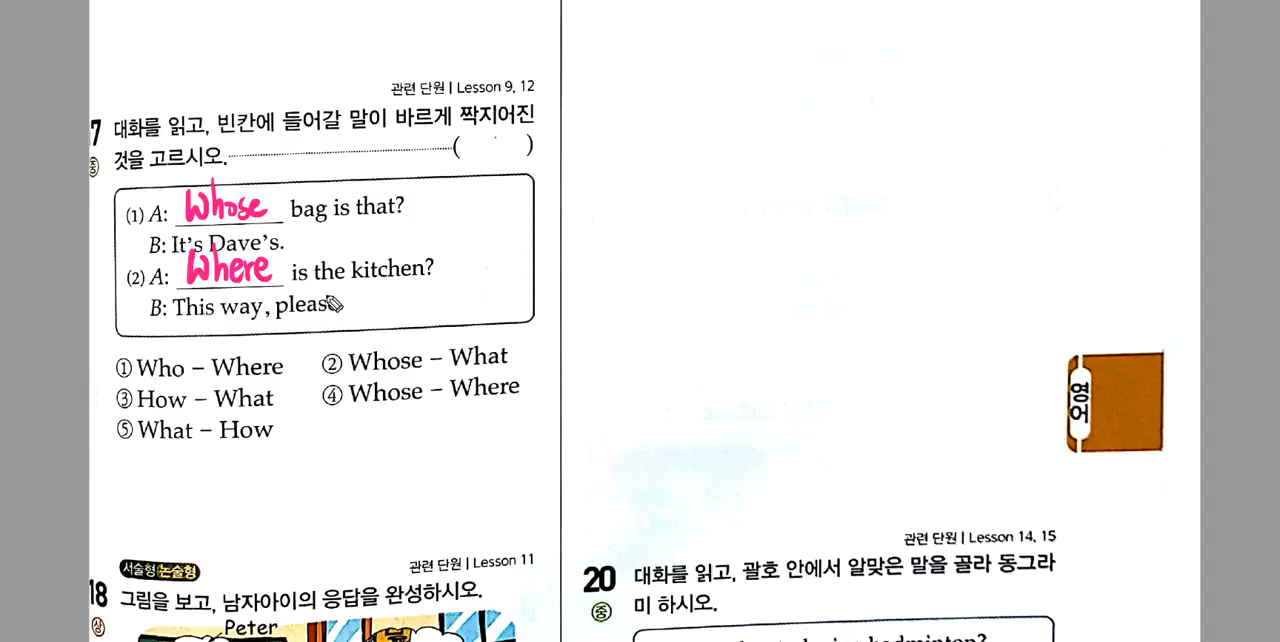 관련 단원 | Lesson 9, 12
7 대화를 읽고, 빈칸에 들어갈 말이 바르게 짝지어진
중 것을 고르시오. ( )
(1) A: Whose bag is that?
B: It's Dave's.
(2) A: Where is the kitchen?
B: This way, pleas
① Who – Where ② Whose – What
③ How – What ④ Whose – Where
⑤ What – How
서술형 논술형 관련 단원 | Lesson 11
18 그림을 보고, 남자아이의 응답을 완성하시오.
상
Peter
영어
관련 단원 | Lesson 14, 15
20 대화를 읽고, 괄호 안에서 알맞은 말을 골라 동그라
중 미 하시오.
badminton?